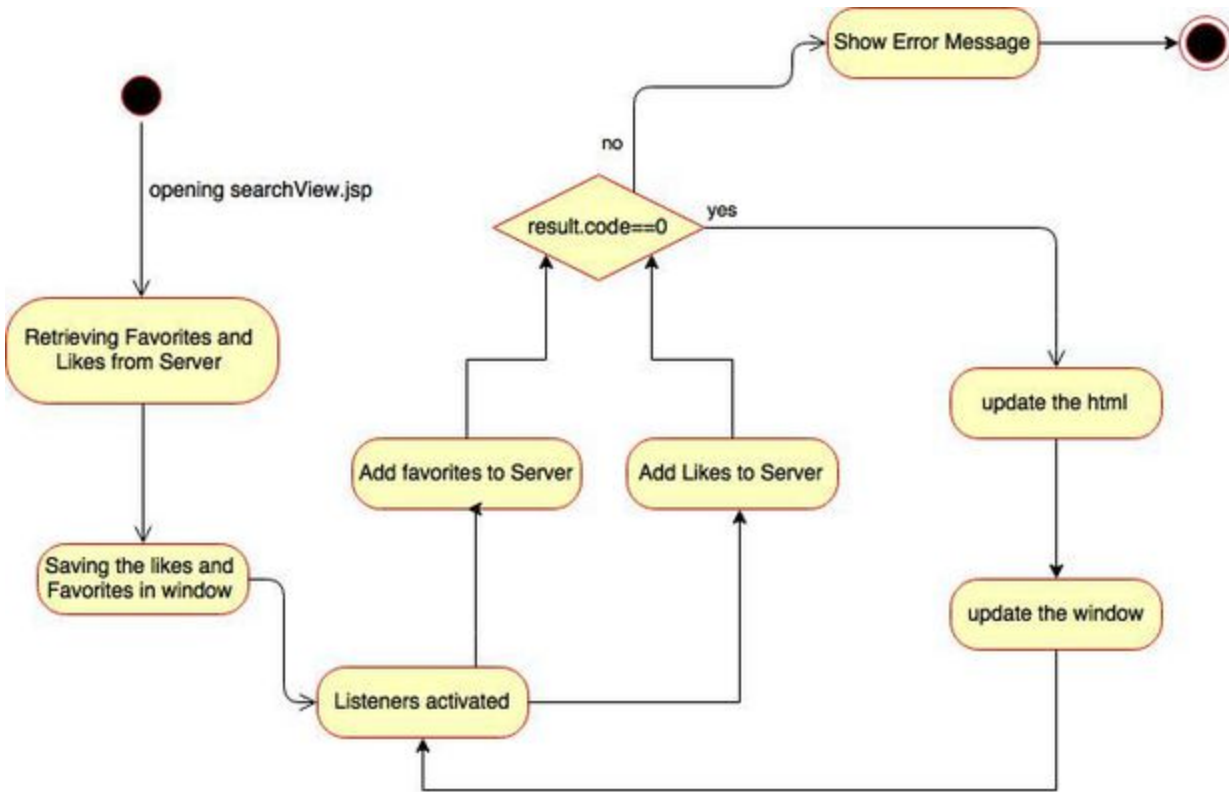 Show Error Message
no
opening searchView.jsp
yes
result.code==0
Retrieving Favorites and
Likes from Server
update the html
Add favorites to Server
Add Likes to Server
Saving the likes and
Favorites in window
update the window
Listeners activated